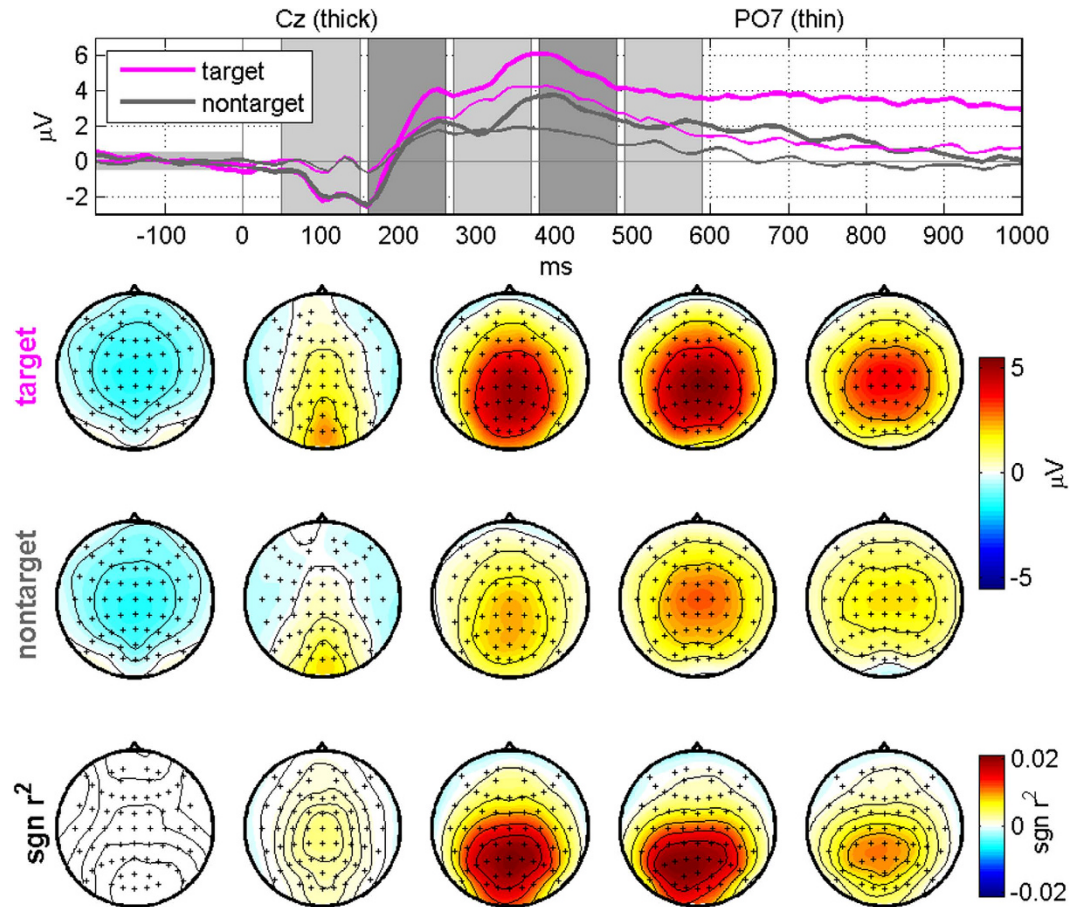 Cz (thick) PO7 (thin)
target
nontarget
μV
6
4
2
0
-2
-100 0 100 200 300 400 500 600 700 800 900 1000
ms
target
nontarget
sgn r²
5
0
-5
μV
0.02
0
-0.02
sgn r²